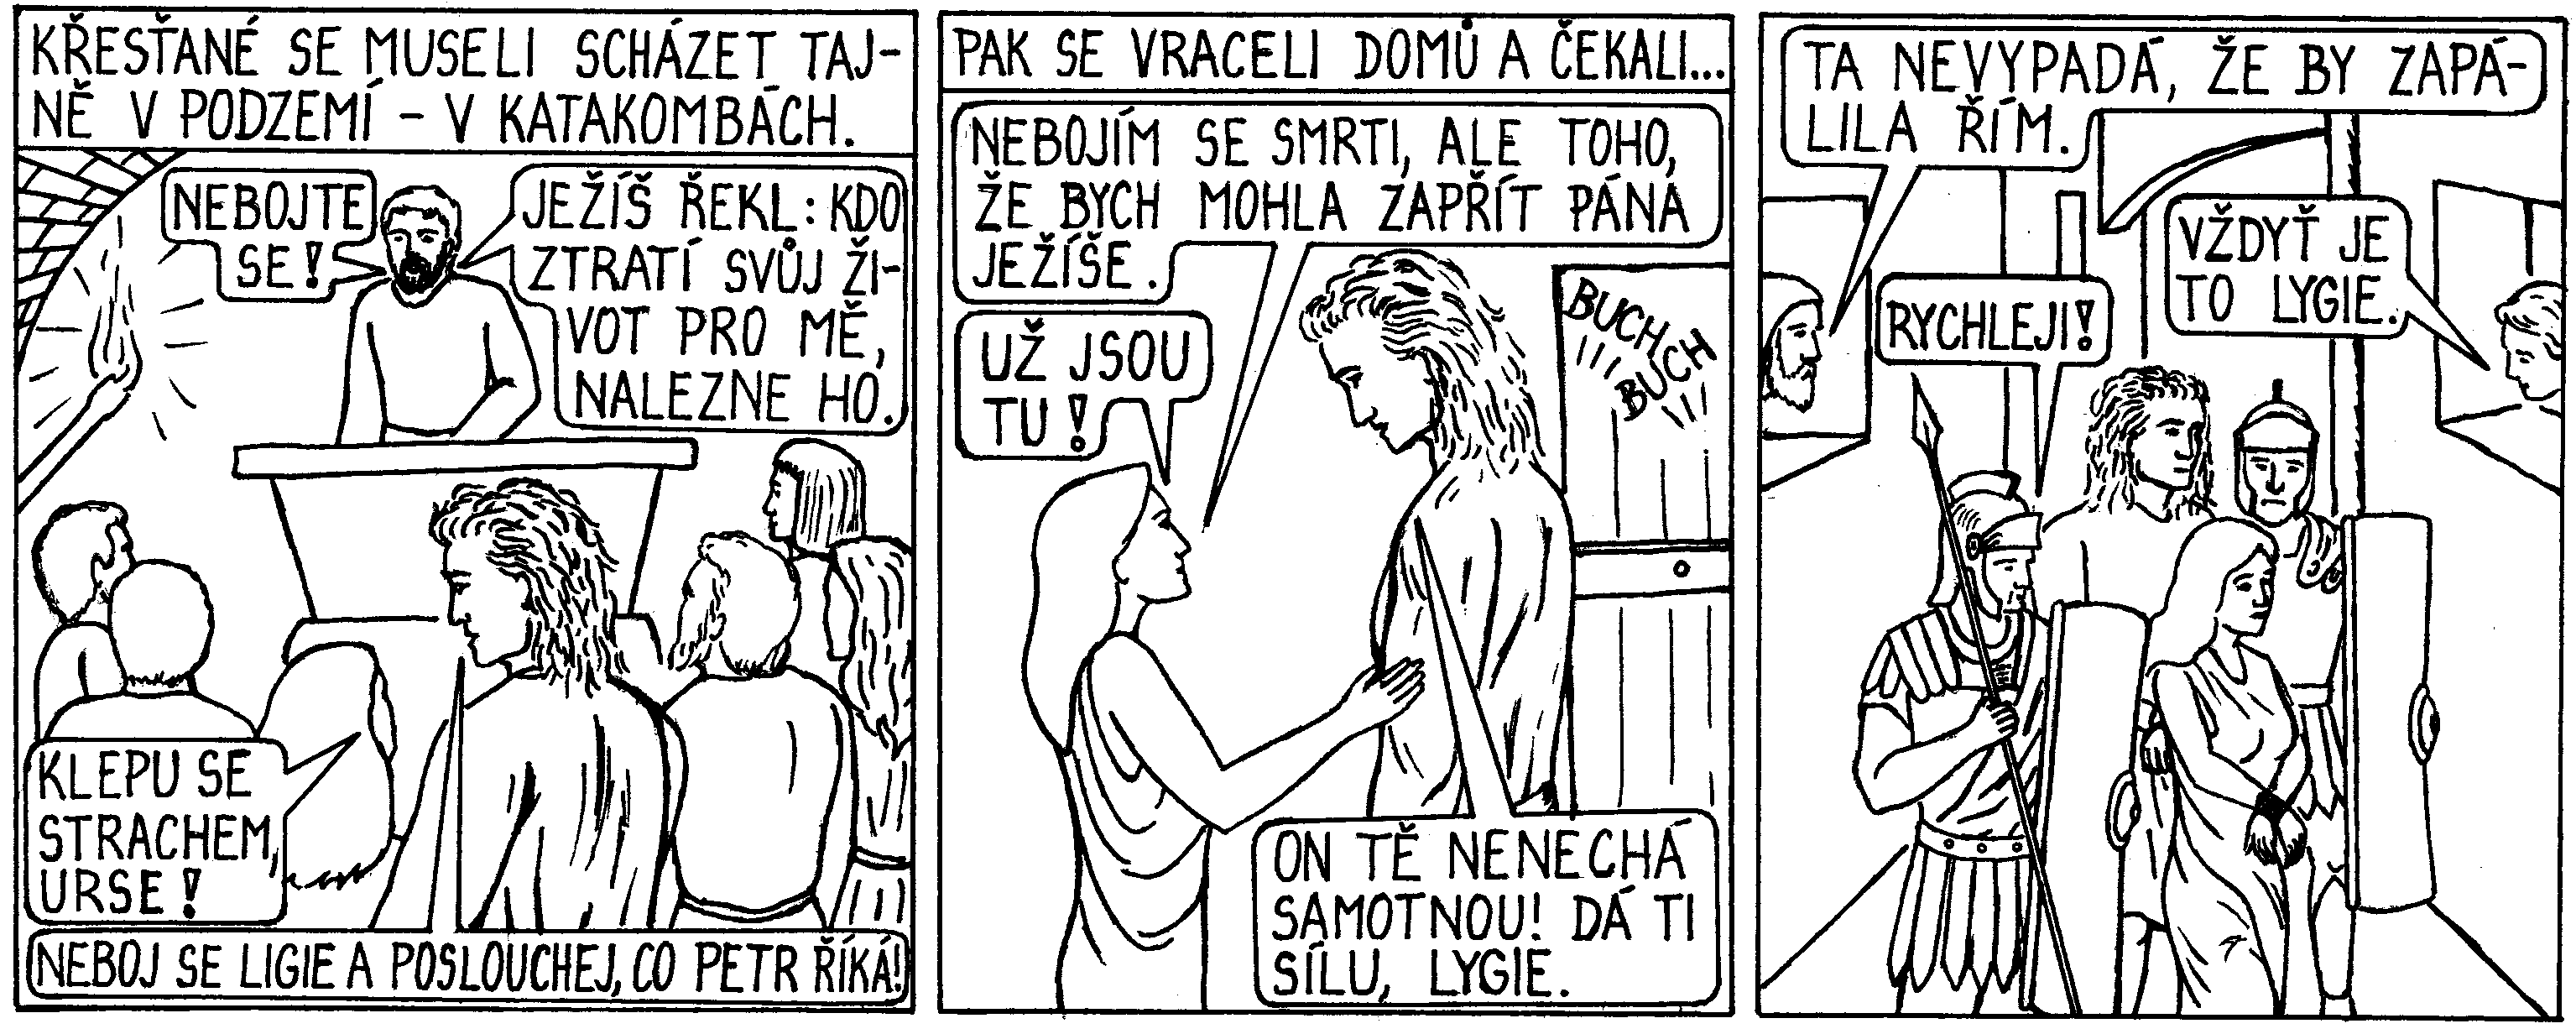 KŘESŤANÉ SE MUSELI SCHÁZET TAJ-
NĚ V PODZEMÍ – V KATAKOMBÁCH.
NEBOJTE
SE!
JEŽÍŠ ŘEKL: KDO
ZTRATÍ SVŮJ ŽI-
VOT PRO MĚ,
NALEZNE HO.
KLEPU SE
STRACHEM,
URSE!
NEBOJ SE LIGIE A POSLOUCHEJ, CO PETR ŘÍKÁ!
PAK SE VRACELI DOMŮ A ČEKALI...
NEBOJÍM SE SMRTI, ALE TOHO,
ŽE BYCH MOHLA ZAPŘÍT PÁNA
JEŽÍŠE.
BUCH
BUCH
UŽ JSOU
TU!
ON TĚ NENECHÁ
SAMOTNOU! DÁ TI
SÍLU, LYGIE.
TA NEVYPADÁ, ŽE BY ZAPÁ-
LILA ŘÍM.
RYCHLEJI!
VŽDYŤ JE
TO LYGIE.